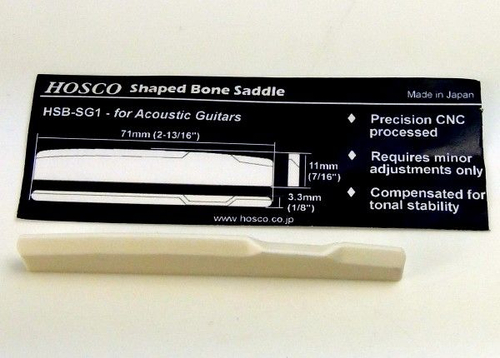 HOSCO Shaped Bone Saddle
Made in Japan
HSB-SG1 - for Acoustic Guitars
71mm (2-13/16")
11mm
(7/16")
3.3mm
(1/8")
www.hosco.co.jp
◆ Precision CNC
processed
◆ Requires minor
adjustments only
◆ Compensated for
tonal stability